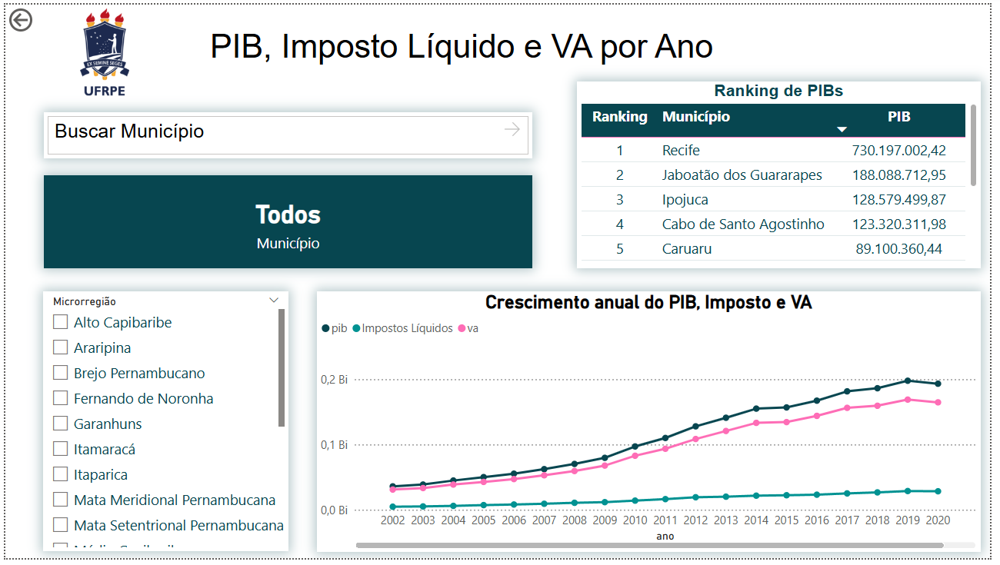 EX SEMINE SEGES
UFRPE
PIB, Imposto Líquido e VA por Ano
Buscar Município
Todos
Município
Ranking de PIBs
Ranking Município PIB
1 Recife 730.197.002,42
2 Jaboatão dos Guararapes 188.088.712,95
3 Ipojuca 128.579.499,87
4 Cabo de Santo Agostinho 123.320.311,98
5 Caruaru 89.100.360,44
Microrregião
Alto Capibaribe
Araripina
Brejo Pernambucano
Fernando de Noronha
Garanhuns
Itamaracá
Itaparica
Mata Meridional Pernambucana
Mata Setentrional Pernambucana
Crescimento anual do PIB, Imposto e VA
pib Impostos Líquidos va
0,2 Bi
0,1 Bi
0,0 Bi
2002 2003 2004 2005 2006 2007 2008 2009 2010 2011 2012 2013 2014 2015 2016 2017 2018 2019 2020
ano